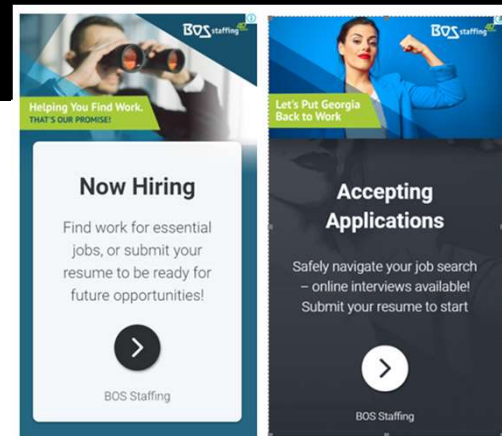 BOS staffing
Helping You Find Work.
THAT'S OUR PROMISE!
Now Hiring
Find work for essential
jobs, or submit your
resume to be ready for
future opportunities!
BOS Staffing
BOS staffing
Let's Put Georgia
Back to Work
Accepting
Applications
Safely navigate your job search
– online interviews available!
Submit your resume to start
BOS Staffing